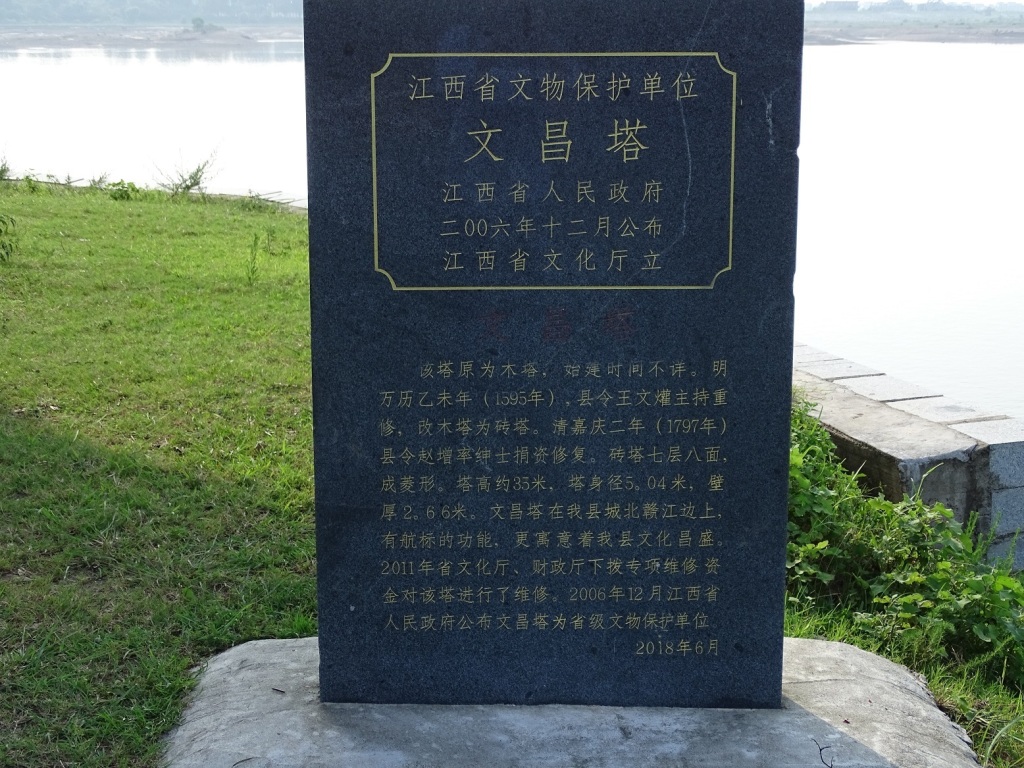 江西省文物保护单位
文昌塔
江西省人民政府
二00六年十二月公布
江西省文化厅立
文昌塔
该塔原为木塔，始建时间不详。明
万历乙未年（1595年），县令王文爟主持重
修，改木塔为砖塔。清嘉庆二年（1797年）
县令赵增率绅士捐资修复。砖塔七层八面，
成菱形。塔高约35米，塔身径5。04米，壁
厚2。66米。文昌塔在我县城北赣江边上，
有航标的功能，更寓意着我县文化昌盛。
2011年省文化厅、财政厅下拨专项维修资
金对该塔进行了维修。2006年12月江西省
人民政府公布文昌塔为省级文物保护单位
2018年6月